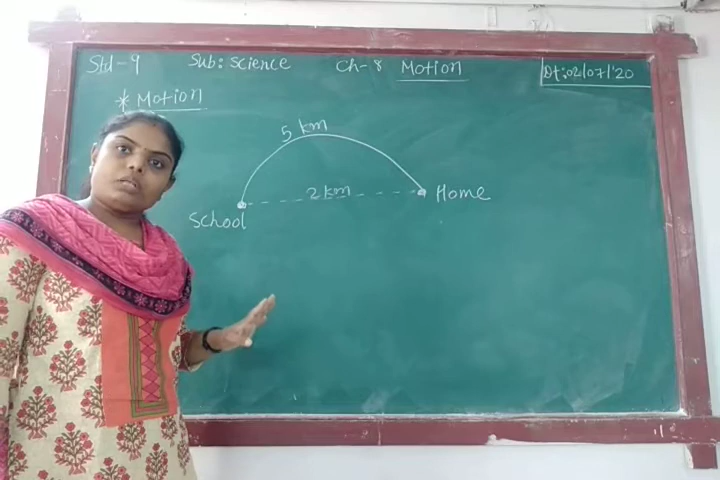 Std-9 Sub: Science Ch-8 Motion Dt:02/07/'20
* Motion
5 km
2 km
School Home